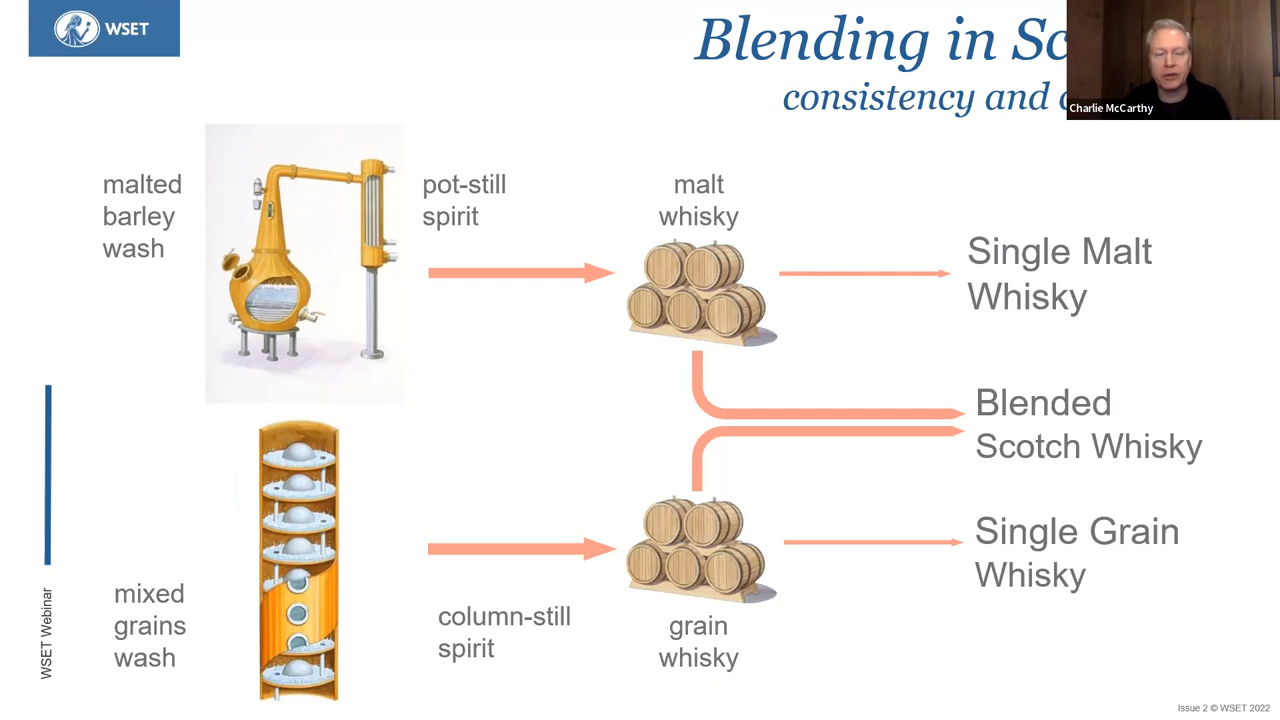 WSET
Blending in Sc
consistency and
Charlie McCarthy
malted
barley
wash
pot-still
spirit
malt
whisky
Single Malt
Whisky
Blended
Scotch Whisky
Single Grain
Whisky
mixed
grains
wash
column-still
spirit
grain
whisky
WSET Webinar
Issue 2 © WSET 2022